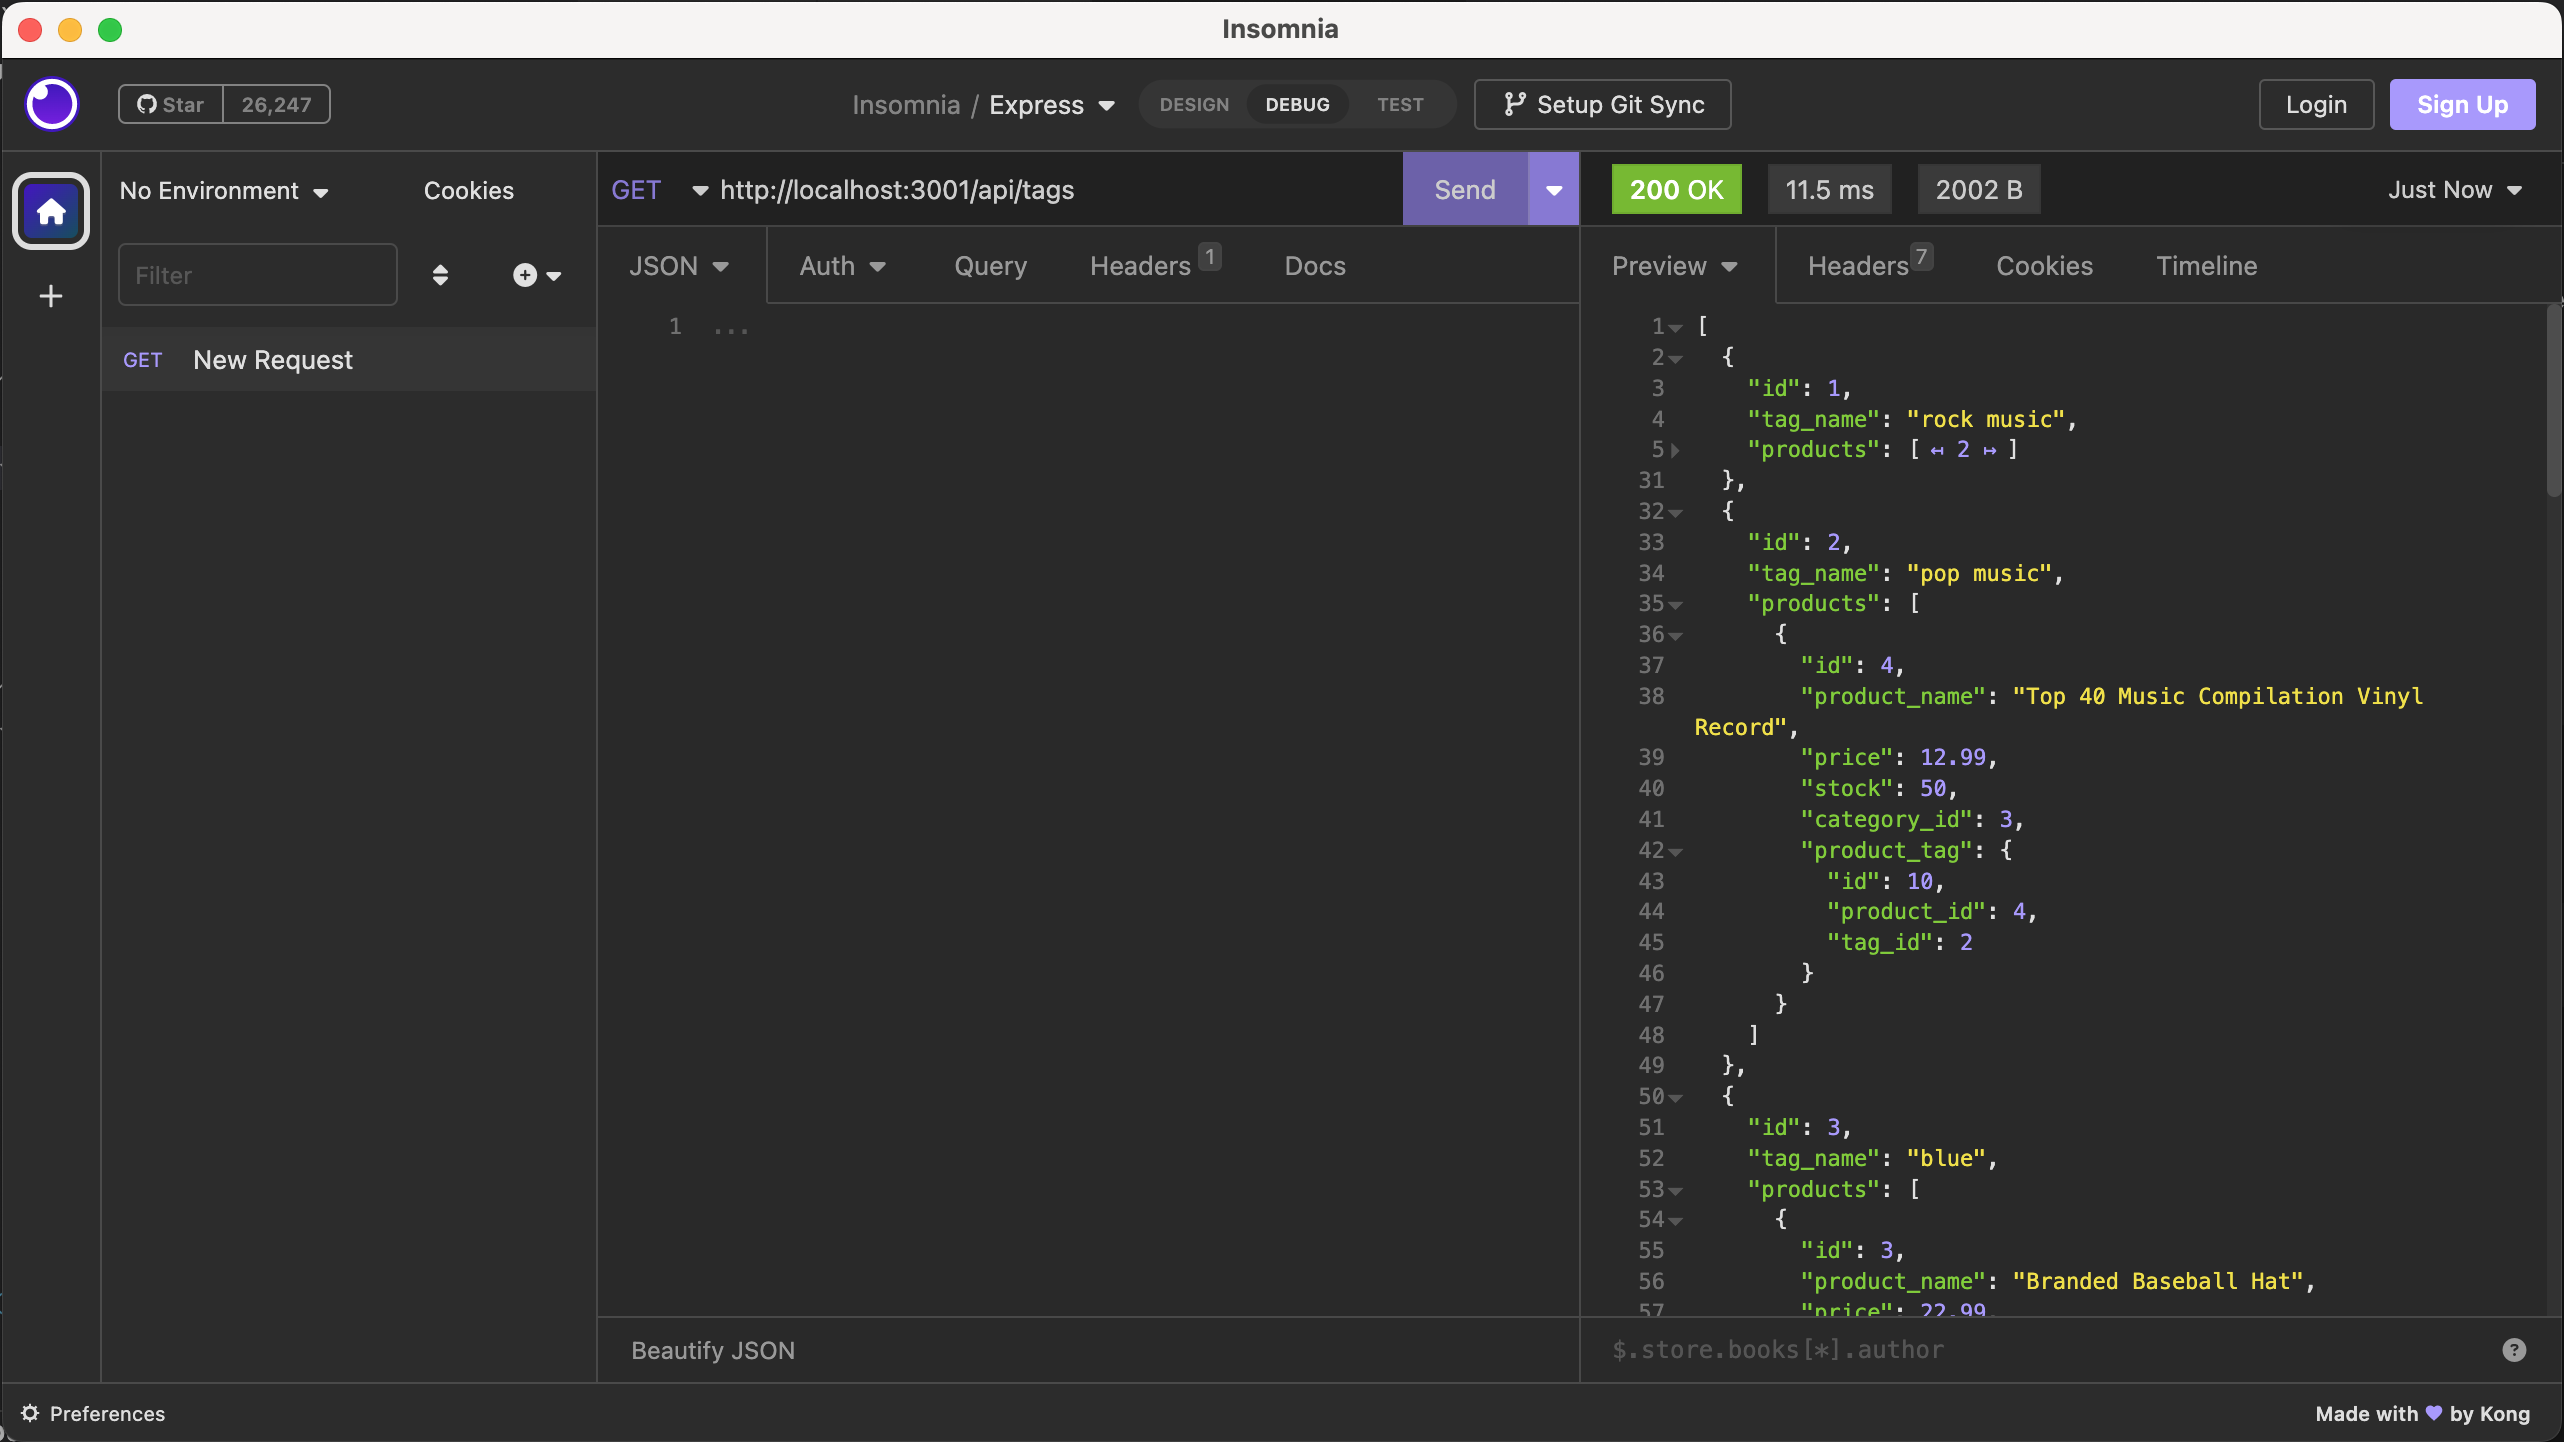 Insomnia
Star 26,247
Insomnia / Express
DESIGN DEBUG TEST
Setup Git Sync
Login
Sign Up
No Environment
Cookies
Filter
GET New Request
GET http://localhost:3001/api/tags
Send
JSON Auth Query Headers 1 Docs
1 ...
Beautify JSON
200 OK 11.5 ms 2002 B Just Now
Preview Headers 7 Cookies Timeline
1 [
2 {
3 "id": 1,
4 "tag_name": "rock music",
5 "products": [ ↤ 2 ↦ ]
31 },
32 {
33 "id": 2,
34 "tag_name": "pop music",
35 "products": [
36 {
37 "id": 4,
38 "product_name": "Top 40 Music Compilation Vinyl
Record",
39 "price": 12.99,
40 "stock": 50,
41 "category_id": 3,
42 "product_tag": {
43 "id": 10,
44 "product_id": 4,
45 "tag_id": 2
46 }
47 }
48 ]
49 },
50 {
51 "id": 3,
52 "tag_name": "blue",
53 "products": [
54 {
55 "id": 3,
56 "product_name": "Branded Baseball Hat",
57 "price": 22.99,
$.store.books[*].author
Preferences
Made with by Kong